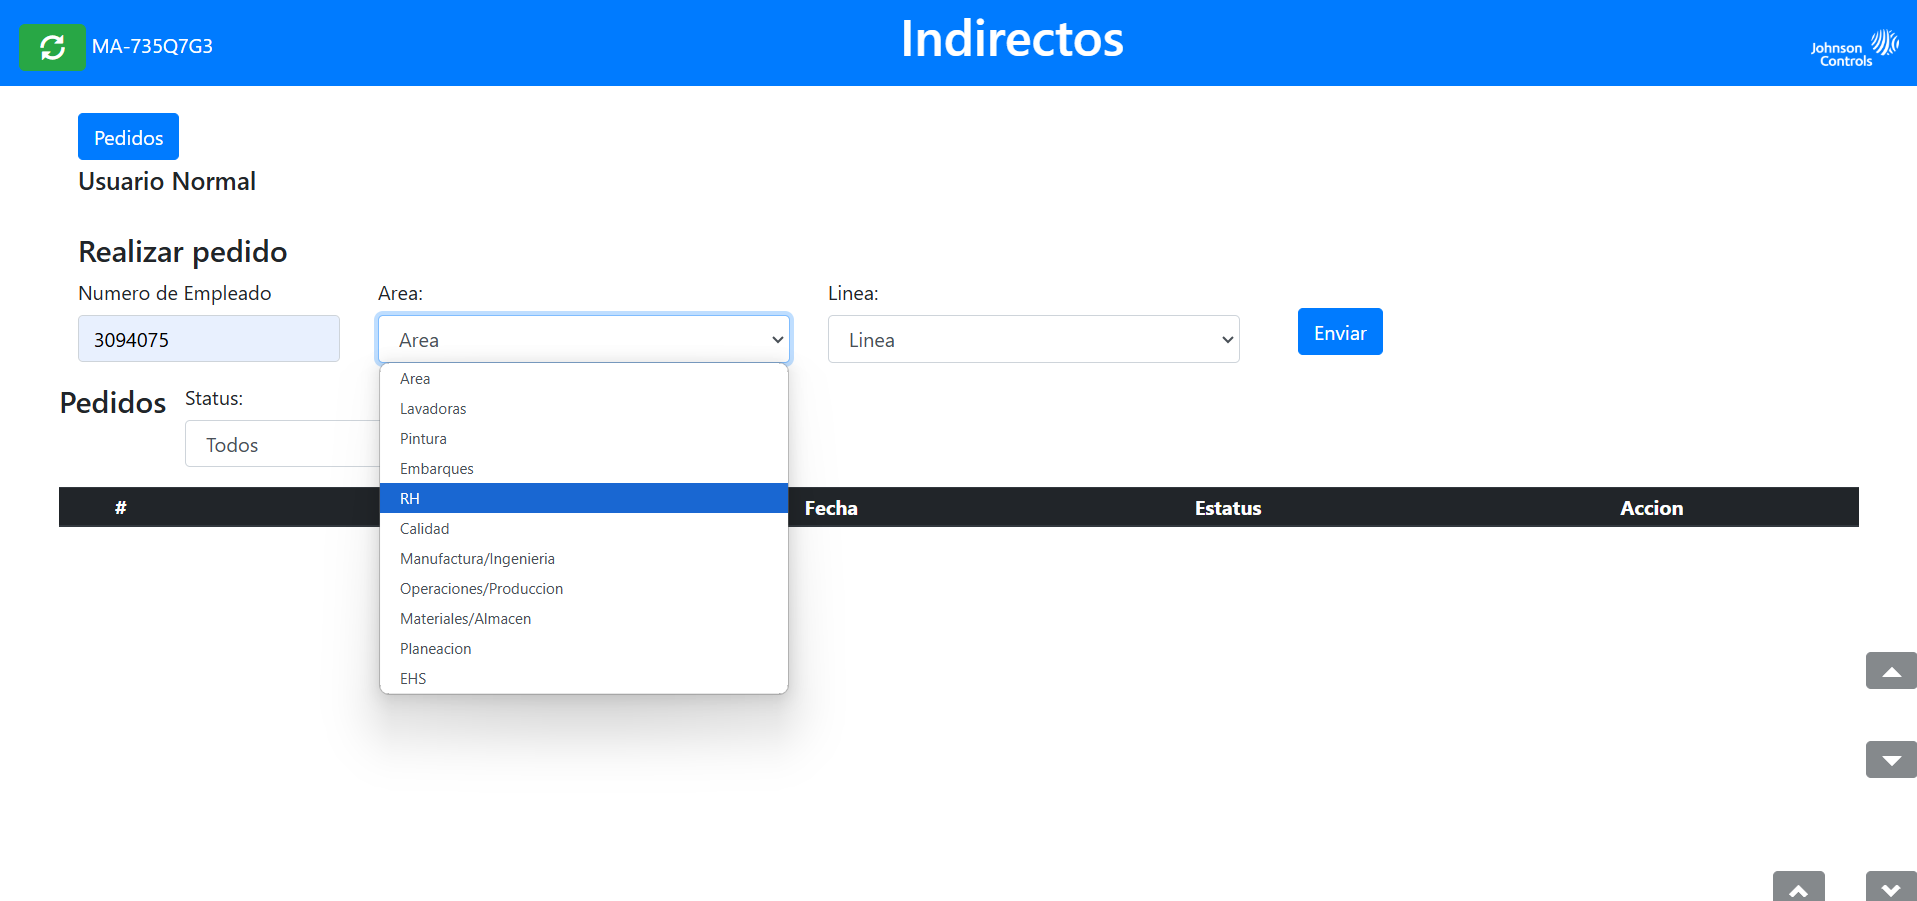 MA-735Q7G3
Indirectos
Johnson
Controls
Pedidos
Usuario Normal
Realizar pedido
Numero de Empleado
Area:
Linea:
3094075
Area
Linea
Enviar
Pedidos
Status:
Todos
Area
Lavadoras
Pintura
Embarques
RH
Calidad
Manufactura/Ingenieria
Operaciones/Produccion
Materiales/Almacen
Planeacion
EHS
#
Fecha
Estatus
Accion